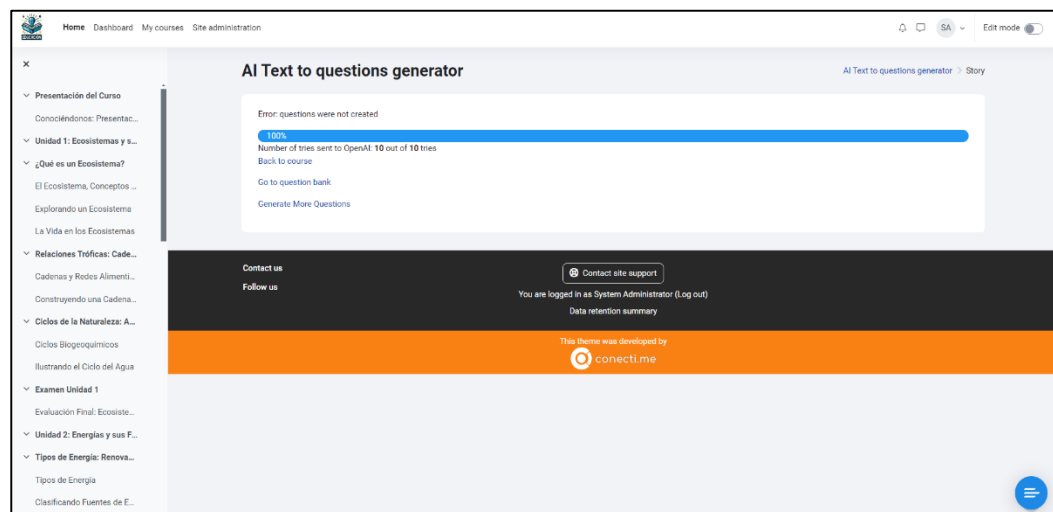 EDUCACIÓN
Home Dashboard My courses Site administration
SA
Edit mode
Presentación del Curso
Conociéndonos: Presentac...
Unidad 1: Ecosistemas y s...
¿Qué es un Ecosistema?
El Ecosistema, Conceptos ...
Explorando un Ecosistema
La Vida en los Ecosistemas
Relaciones Tróficas: Cade...
Cadenas y Redes Alimenti...
Construyendo una Cadena...
Ciclos de la Naturaleza: A...
Ciclos Biogeoquímicos
Ilustrando el Ciclo del Agua
Examen Unidad 1
Evaluación Final: Ecosiste...
Unidad 2: Energías y sus F...
Tipos de Energía: Renova...
Tipos de Energía
Clasificando Fuentes de E...
AI Text to questions generator
AI Text to questions generator > Story
Error: questions were not created
100%
Number of tries sent to OpenAI: 10 out of 10 tries
Back to course
Go to question bank
Generate More Questions
Contact us
Follow us
Contact site support
You are logged in as System Administrator (Log out)
Data retention summary
This theme was developed by
conecti.me